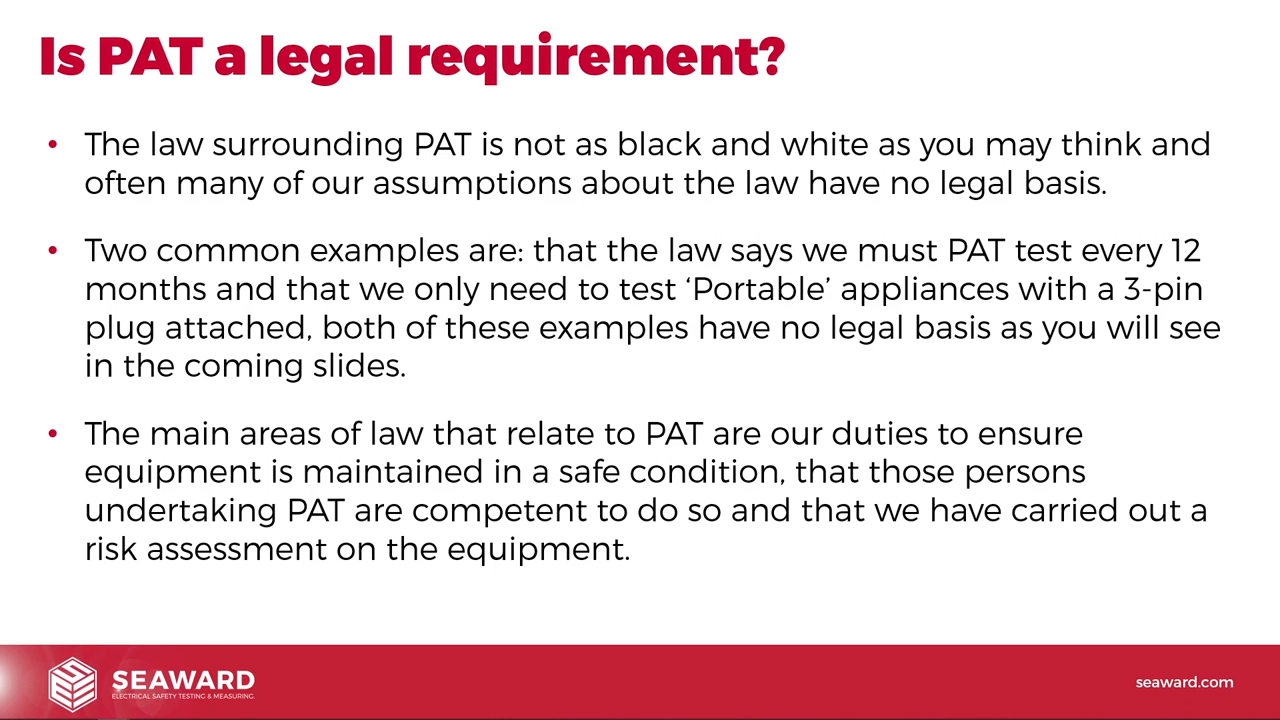 Is PAT a legal requirement?
• The law surrounding PAT is not as black and white as you may think and
often many of our assumptions about the law have no legal basis.
• Two common examples are: that the law says we must PAT test every 12
months and that we only need to test ‘Portable’ appliances with a 3-pin
plug attached, both of these examples have no legal basis as you will see
in the coming slides.
• The main areas of law that relate to PAT are our duties to ensure
equipment is maintained in a safe condition, that those persons
undertaking PAT are competent to do so and that we have carried out a
risk assessment on the equipment.
SEAWARD
ELECTRICAL SAFETY TESTING & MEASURING.
seaward.com